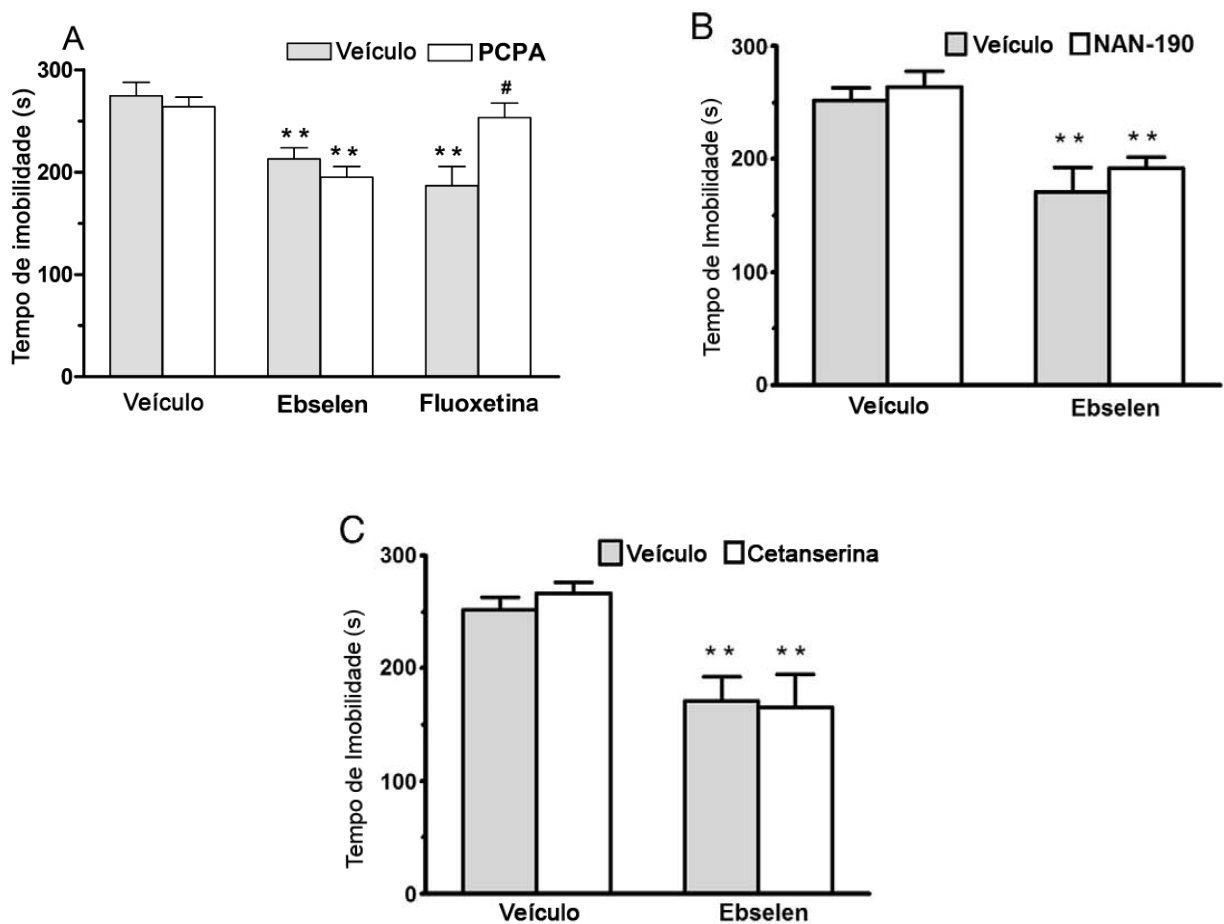 A
Veículo PCPA
Tempo de imobilidade (s)
300
200
100
0
** ** ** #
Veículo Ebselen Fluoxetina
B
Veículo NAN-190
Tempo de Imobilidade (s)
300
200
100
0
** **
Veículo Ebselen
C
Veículo Cetanserina
Tempo de Imobilidade (s)
300
200
100
0
** **
Veículo Ebselen